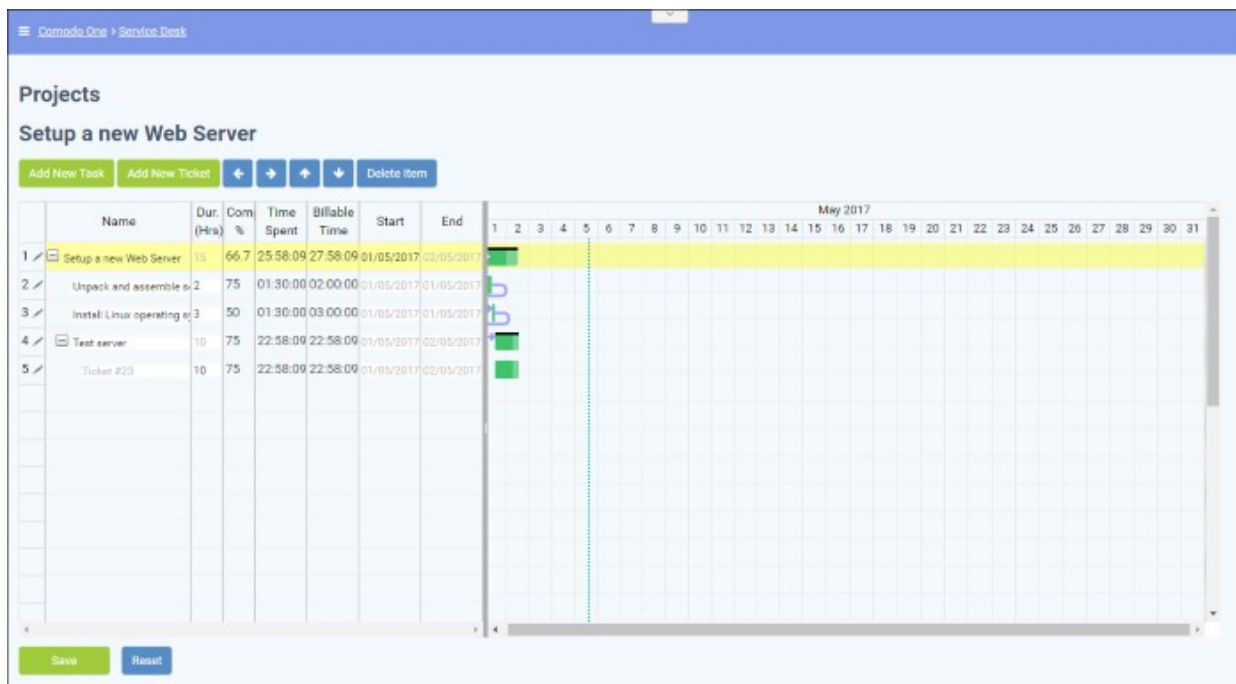 Comodo One > Service Desk
Projects
Setup a new Web Server
Add New Task Add New Ticket Delete Item
May 2017
Name Dur. (Hrs) Com % Time Spent Billable Time Start End
1 2 3 4 5 6 7 8 9 10 11 12 13 14 15 16 17 18 19 20 21 22 23 24 25 26 27 28 29 30 31
1 Setup a new Web Server 15 66.7 25:58:09 27:58:09 01/05/2017 02/05/2017
2 Unpack and assemble s 2 75 01:30:00 02:00:00 01/05/2017 01/05/2017
3 Install Linux operating sy 3 50 01:30:00 03:00:00 01/05/2017 01/05/2017
4 Test server 10 75 22:58:09 22:58:09 01/05/2017 02/05/2017
5 Ticket #23 10 75 22:58:09 22:58:09 01/05/2017 02/05/2017
Save Reset